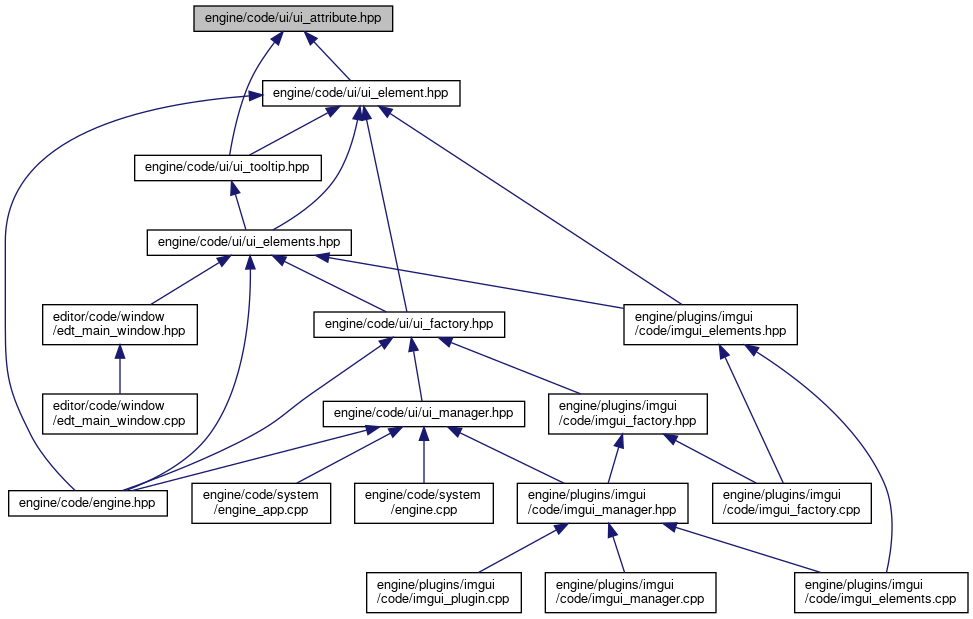 engine/code/ui/ui_attribute.hpp
engine/code/ui/ui_element.hpp
engine/code/ui/ui_tooltip.hpp
engine/code/ui/ui_elements.hpp
editor/code/window
/edt_main_window.hpp
engine/code/ui/ui_factory.hpp
engine/plugins/imgui
/code/imgui_elements.hpp
editor/code/window
/edt_main_window.cpp
engine/code/ui/ui_manager.hpp
engine/plugins/imgui
/code/imgui_factory.hpp
engine/code/engine.hpp
engine/code/system
/engine_app.cpp
engine/code/system
/engine.cpp
engine/plugins/imgui
/code/imgui_manager.hpp
engine/plugins/imgui
/code/imgui_factory.cpp
engine/plugins/imgui
/code/imgui_plugin.cpp
engine/plugins/imgui
/code/imgui_manager.cpp
engine/plugins/imgui
/code/imgui_elements.cpp